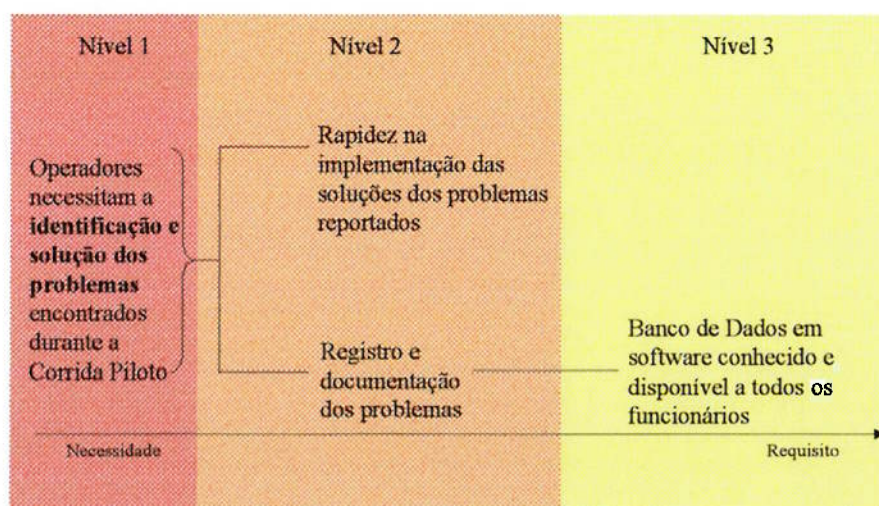 Nível 1
Nível 2
Nível 3
Operadores
necessitam a
identificação e
solução dos
problemas
encontrados
durante a
Corrida Piloto
Rapidez na
implementação das
soluções dos problemas
reportados
Registro e
documentação
dos problemas
Banco de Dados em
software conhecido e
disponível a todos os
funcionários
Necessidade
Requisito